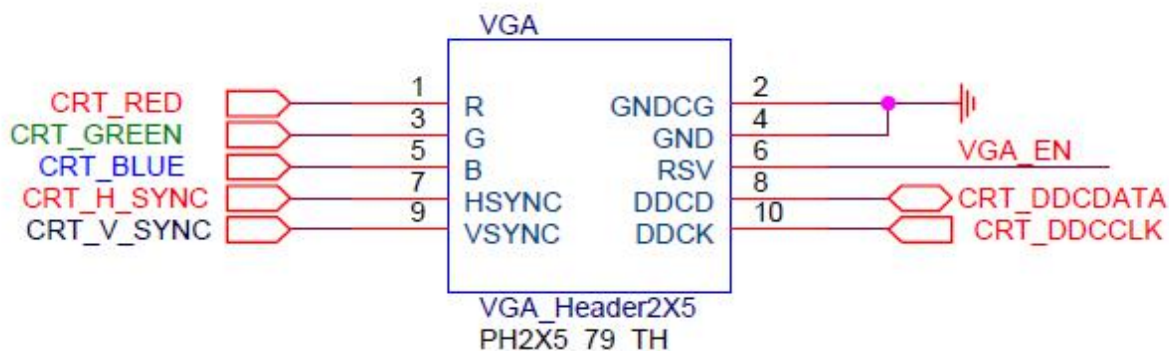 VGA
CRT_RED 1 R GNDCG 2
CRT_GREEN 3 G GND 4
CRT_BLUE 5 B RSV 6 VGA_EN
CRT_H_SYNC 7 HSYNC DDCD 8 CRT_DDCDATA
CRT_V_SYNC 9 VSYNC DDCK 10 CRT_DDCCLK
VGA_Header2X5
PH2X5_79_TH